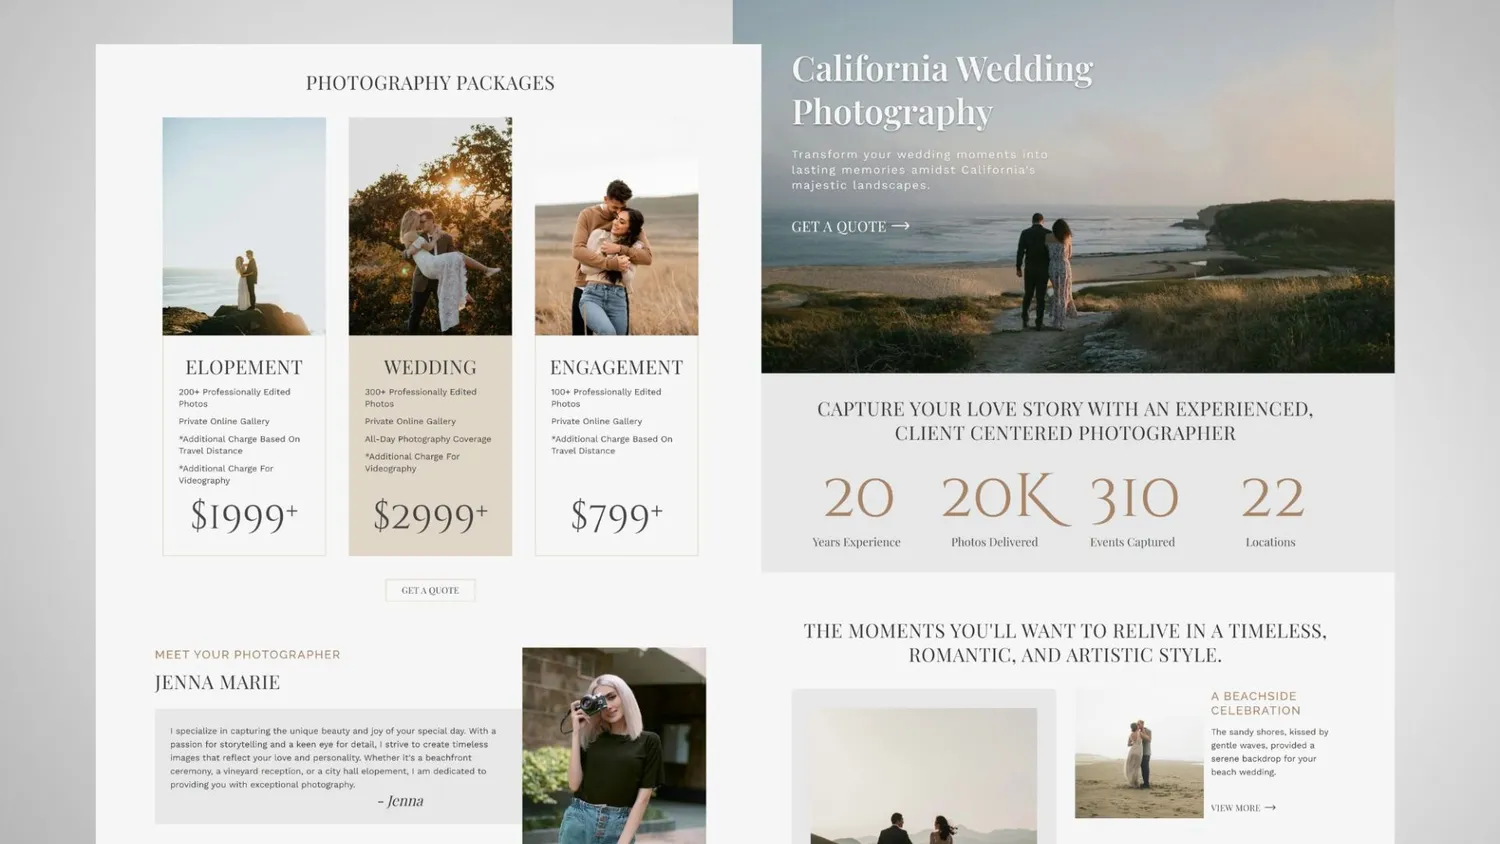 PHOTOGRAPHY PACKAGES
ELOPEMENT
200+ Professionally Edited
Photos
Private Online Gallery
*Additional Charge Based On
Travel Distance
*Additional Charge For
Videography
$1999+
WEDDING
300+ Professionally Edited
Photos
Private Online Gallery
All-Day Photography Coverage
*Additional Charge For
Videography
$2999+
ENGAGEMENT
100+ Professionally Edited
Photos
Private Online Gallery
*Additional Charge Based On
Travel Distance
$799+
GET A QUOTE
MEET YOUR PHOTOGRAPHER
JENNA MARIE
I specialize in capturing the unique beauty and joy of your special day. With a
passion for storytelling and a keen eye for detail, I strive to create timeless
images that reflect your love and personality. Whether it's a beachfront
ceremony, a vineyard reception, or a city hall elopement, I am dedicated to
providing you with exceptional photography.
- Jenna
California Wedding
Photography
Transform your wedding moments into
lasting memories amidst California's
majestic landscapes.
GET A QUOTE →
CAPTURE YOUR LOVE STORY WITH AN EXPERIENCED,
CLIENT CENTERED PHOTOGRAPHER
20
Years Experience
20K
Photos Delivered
310
Events Captured
22
Locations
THE MOMENTS YOU'LL WANT TO RELIVE IN A TIMELESS,
ROMANTIC, AND ARTISTIC STYLE.
A BEACHSIDE
CELEBRATION
The sandy shores, kissed by
gentle waves, provided a
serene backdrop for your
beach wedding.
VIEW MORE →